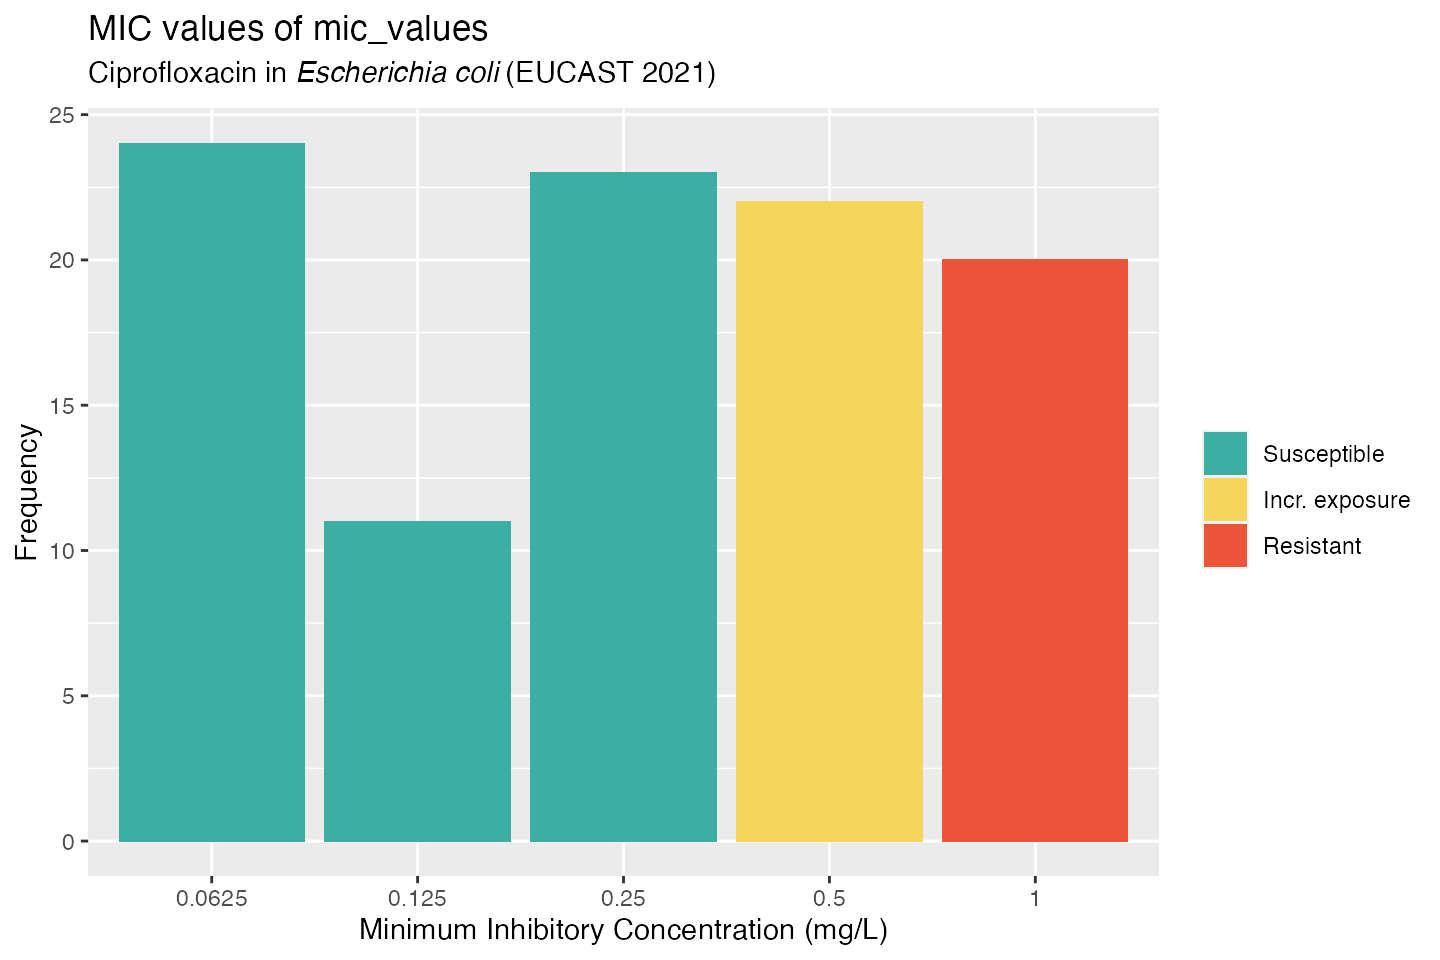 MIC values of mic_values
Ciprofloxacin in Escherichia coli (EUCAST 2021)
Frequency
25
20
15
10
5
0
0.0625 0.125 0.25 0.5 1
Minimum Inhibitory Concentration (mg/L)
Susceptible
Incr. exposure
Resistant